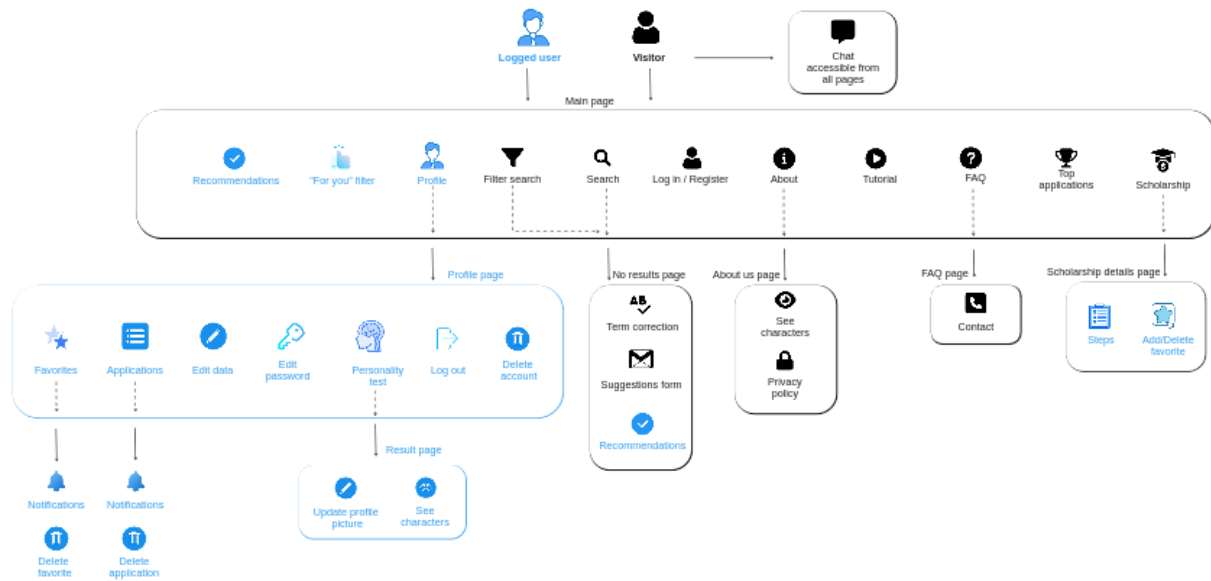 Logged user
Visitor
Chat
accessible from
all pages
Main page
Recommendations
"For you" filter
Profile
Filter search
Search
Log in / Register
About
Tutorial
FAQ
Top
applications
Scholarship
Profile page
No results page
About us page
FAQ page
Scholarship details page
Favorites
Applications
Edit data
Edit
password
Personality
test
Log out
Delete
account
AB
Term correction
Suggestions form
Recommendations
See
characters
Privacy
policy
Contact
Steps
Add/Delete
favorite
Result page
Notifications
Notifications
Update profile
picture
See
characters
Delete
favorite
Delete
application